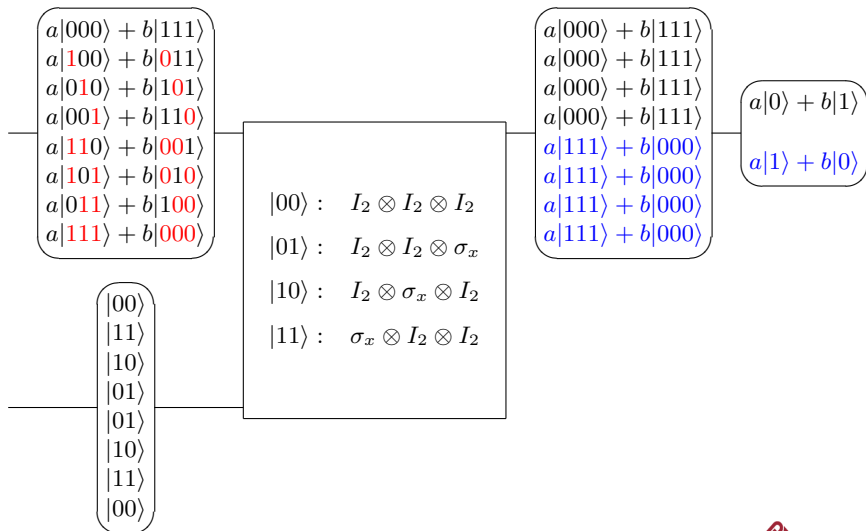 a|000⟩ + b|111⟩
a|100⟩ + b|011⟩
a|010⟩ + b|101⟩
a|001⟩ + b|110⟩
a|110⟩ + b|001⟩
a|101⟩ + b|010⟩
a|011⟩ + b|100⟩
a|111⟩ + b|000⟩
|00⟩
|11⟩
|10⟩
|01⟩
|01⟩
|10⟩
|11⟩
|00⟩
|00⟩ : I₂ ⊗ I₂ ⊗ I₂
|01⟩ : I₂ ⊗ I₂ ⊗ σₓ
|10⟩ : I₂ ⊗ σₓ ⊗ I₂
|11⟩ : σₓ ⊗ I₂ ⊗ I₂
a|000⟩ + b|111⟩
a|000⟩ + b|111⟩
a|000⟩ + b|111⟩
a|000⟩ + b|111⟩
a|111⟩ + b|000⟩
a|111⟩ + b|000⟩
a|111⟩ + b|000⟩
a|111⟩ + b|000⟩
a|0⟩ + b|1⟩
a|1⟩ + b|0⟩